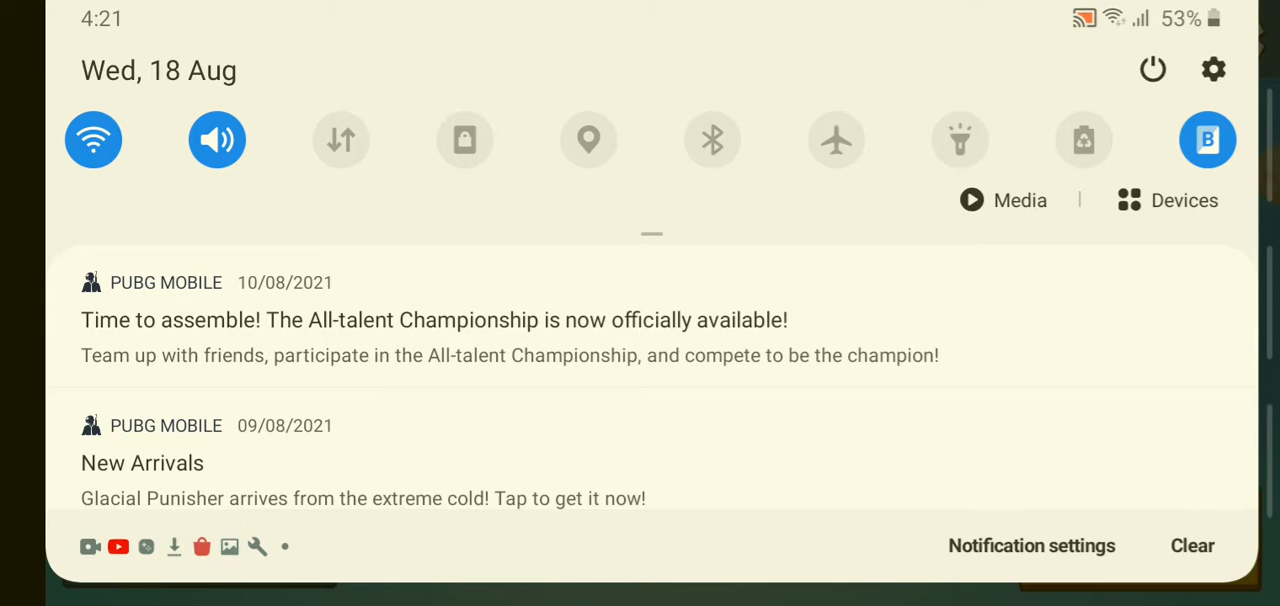 4:21
53%
Wed, 18 Aug
B
Media | Devices
PUBG MOBILE 10/08/2021
Time to assemble! The All-talent Championship is now officially available!
Team up with friends, participate in the All-talent Championship, and compete to be the champion!
PUBG MOBILE 09/08/2021
New Arrivals
Glacial Punisher arrives from the extreme cold! Tap to get it now!
Notification settings Clear